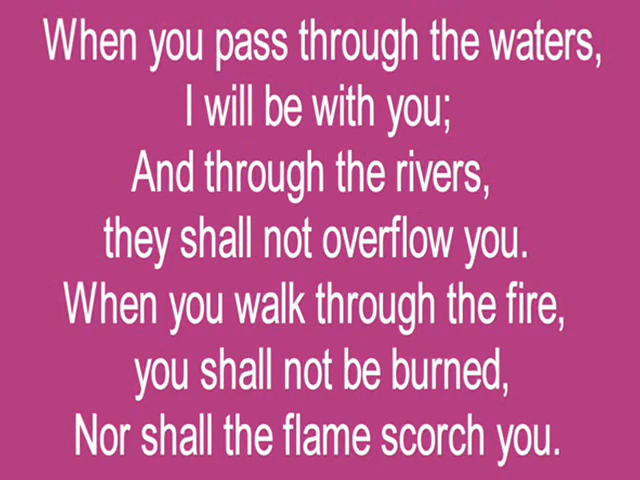 When you pass through the waters,
I will be with you;
And through the rivers,
they shall not overflow you.
When you walk through the fire,
you shall not be burned,
Nor shall the flame scorch you.